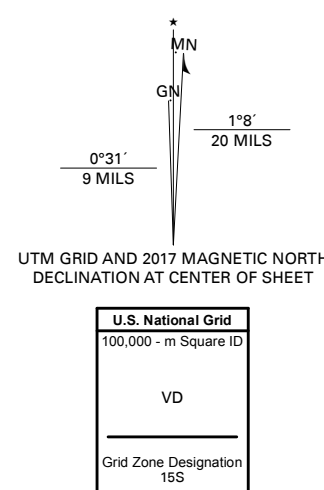 ★
MN
GN
1°8´
20 MILS
0°31´
9 MILS
UTM GRID AND 2017 MAGNETIC NORTH
DECLINATION AT CENTER OF SHEET
U.S. National Grid
100,000 - m Square ID
VD
Grid Zone Designation
15S